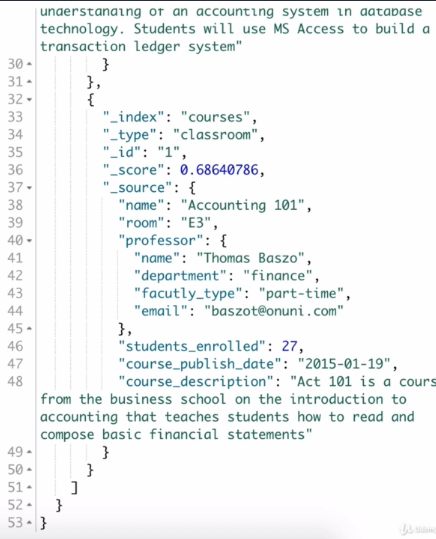 understanding of an accounting system in database
technology. Students will use MS Access to build a
transaction ledger system"
30 }
31 },
32 {
33 "_index": "courses",
34 "_type": "classroom",
35 "_id": "1",
36 "_score": 0.68640786,
37 "_source": {
38 "name": "Accounting 101",
39 "room": "E3",
40 "professor": {
41 "name": "Thomas Baszo",
42 "department": "finance",
43 "facutly_type": "part-time",
44 "email": "baszot@onuni.com"
45 },
46 "students_enrolled": 27,
47 "course_publish_date": "2015-01-19",
48 "course_description": "Act 101 is a cours
from the business school on the introduction to
accounting that teaches students how to read and
compose basic financial statements"
49 }
50 }
51 ]
52 }
53 }